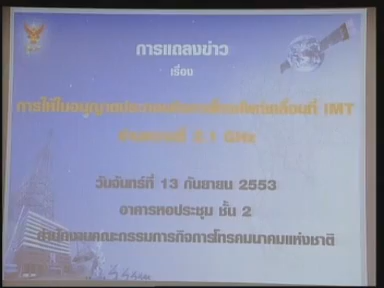 การแถลงข่าว
เรื่อง
การให้ใบอนุญาตประกอบกิจการโทรศัพท์เคลื่อนที่ IMT
ย่านความถี่ 2.1 GHz
วันจันทร์ที่ 13 กันยายน 2553
อาคารหอประชุม ชั้น 2
สำนักงานคณะกรรมการกิจการโทรคมนาคมแห่งชาติ